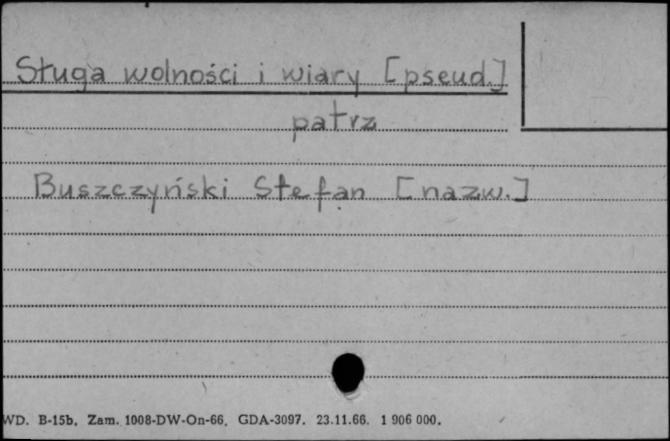 Sługa wolności i wiary [pseud.]
patrz
Buszczyński Stefan [nazw.]
WD. B-15b. Zam. 1008-DW-On-66. GDA-3097. 23.11.66. 1 906 000.